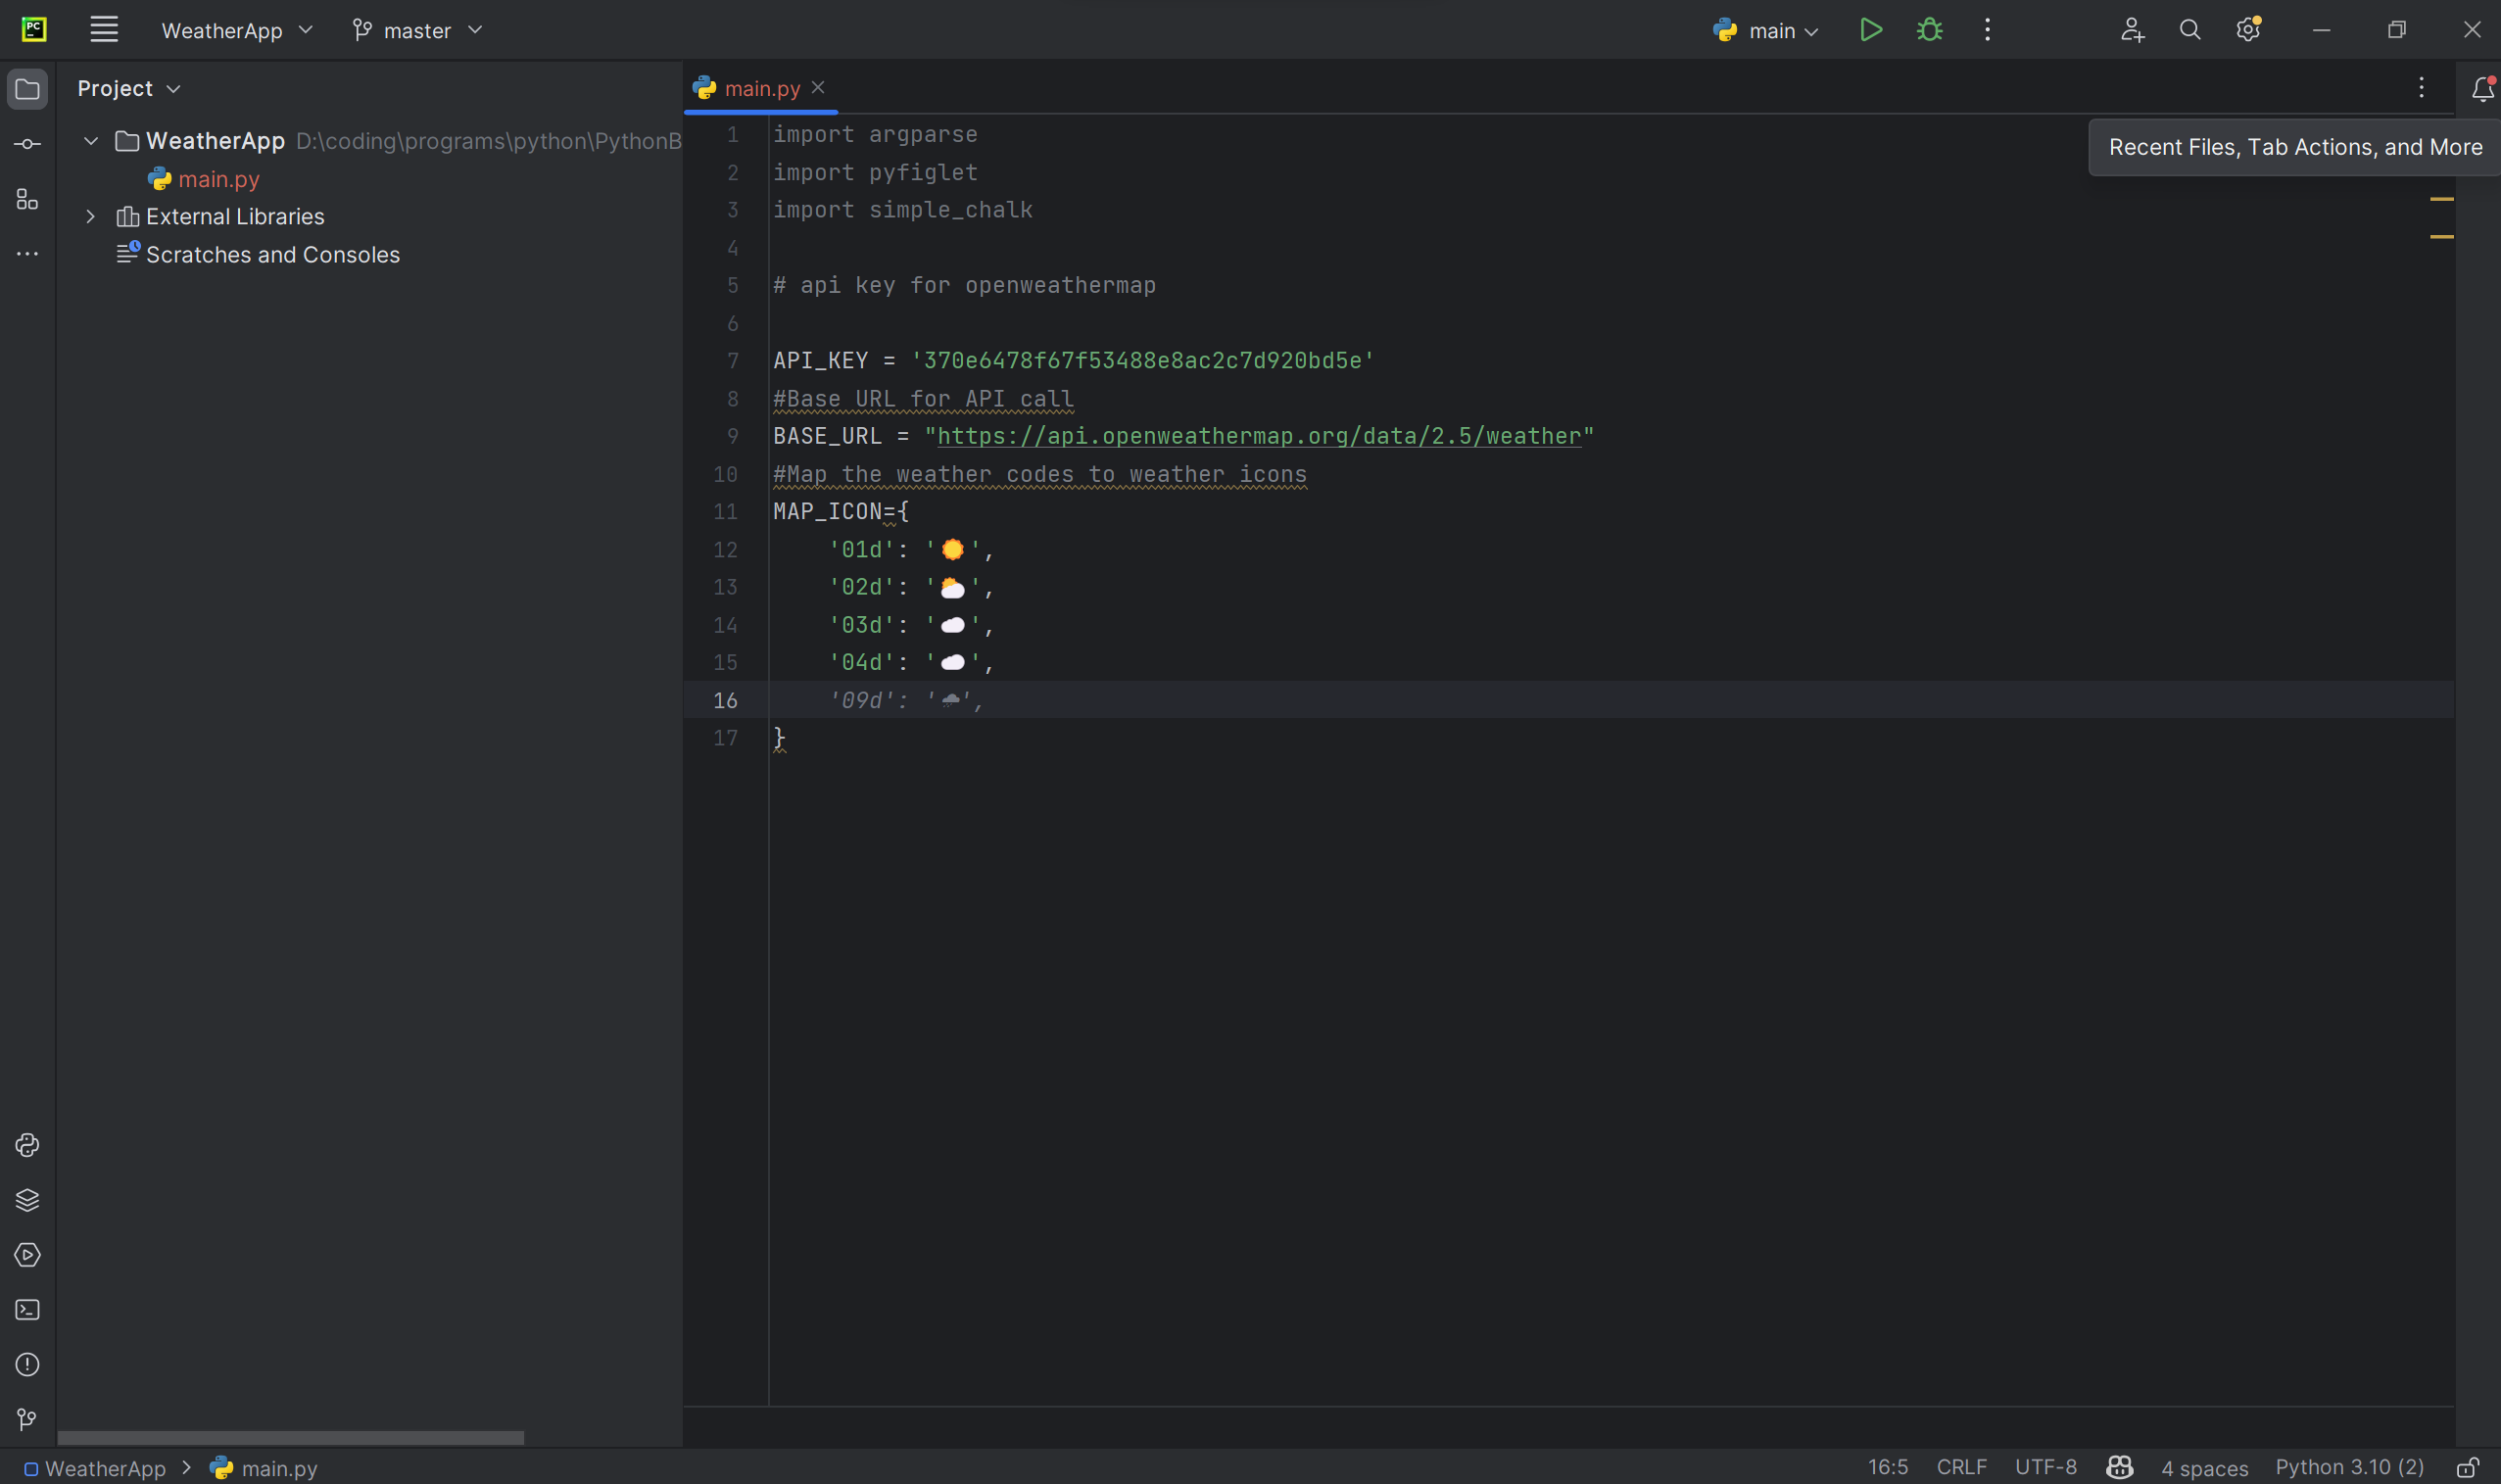 PC
WeatherApp
master
main
Project
main.py
WeatherApp D:\coding\programs\python\PythonB
main.py
External Libraries
Scratches and Consoles
Recent Files, Tab Actions, and More
1 import argparse
2 import pyfiglet
3 import simple_chalk
4
5 # api key for openweathermap
6
7 API_KEY = '370e6478f67f53488e8ac2c7d920bd5e'
8 #Base URL for API call
9 BASE_URL = "https://api.openweathermap.org/data/2.5/weather"
10 #Map the weather codes to weather icons
11 MAP_ICON={
12 '01d': '☀️',
13 '02d': '⛅',
14 '03d': '☁️',
15 '04d': '☁️',
16 '09d': '🌧',
17 }
WeatherApp > main.py
16:5 CRLF UTF-8 4 spaces Python 3.10 (2)